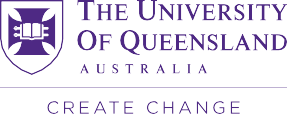 THE UNIVERSITY
OF QUEENSLAND
AUSTRALIA
CREATE CHANGE